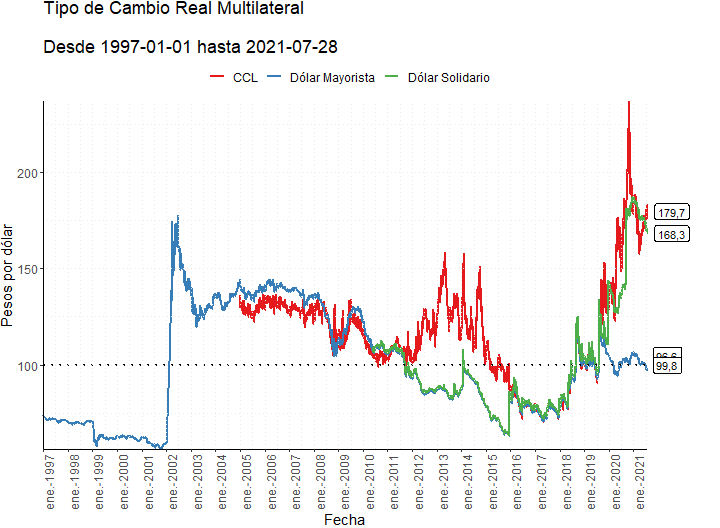 Tipo de Cambio Real Multilateral
Desde 1997-01-01 hasta 2021-07-28
CCL Dólar Mayorista Dólar Solidario
Pesos por dólar
200
150
100
179,7
168,3
96,6
99,8
ene.-1997
ene.-1998
ene.-1999
ene.-2000
ene.-2001
ene.-2002
ene.-2003
ene.-2004
ene.-2005
ene.-2006
ene.-2007
ene.-2008
ene.-2009
ene.-2010
ene.-2011
ene.-2012
ene.-2013
ene.-2014
ene.-2015
ene.-2016
ene.-2017
ene.-2018
ene.-2019
ene.-2020
ene.-2021
Fecha